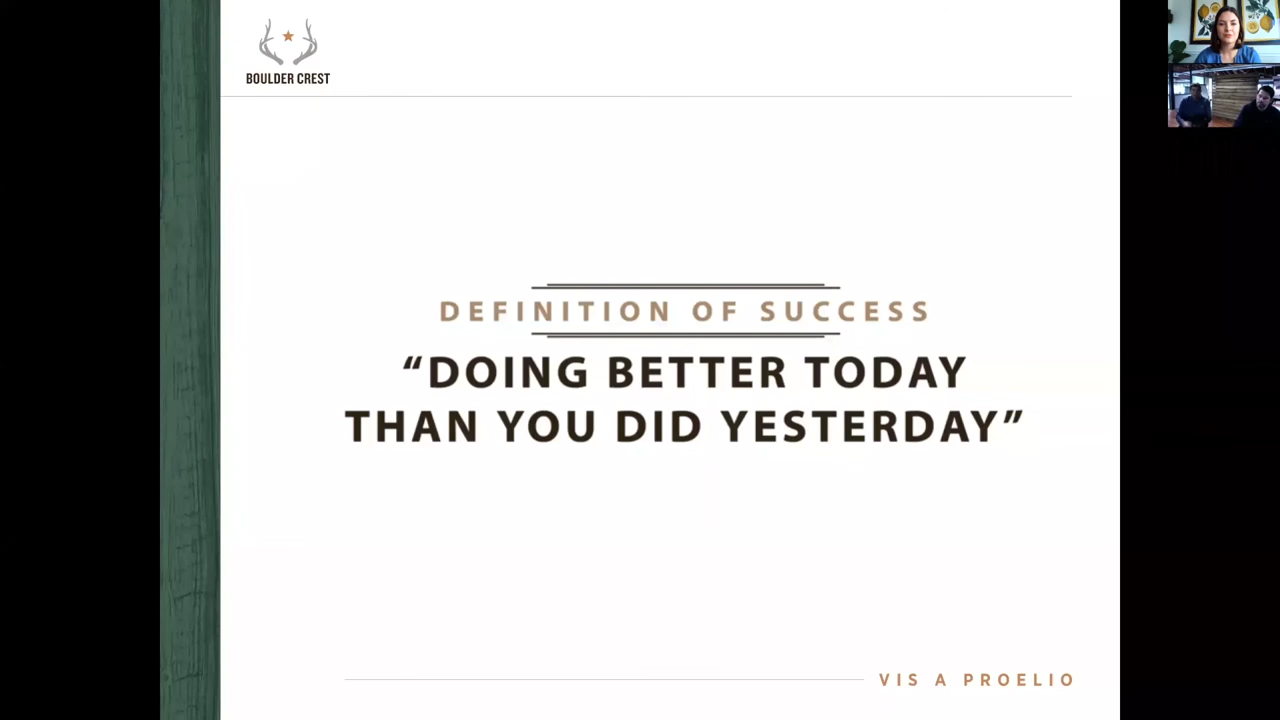 BOULDER CREST
DEFINITION OF SUCCESS
“DOING BETTER TODAY
THAN YOU DID YESTERDAY”
VIS A PROELIO